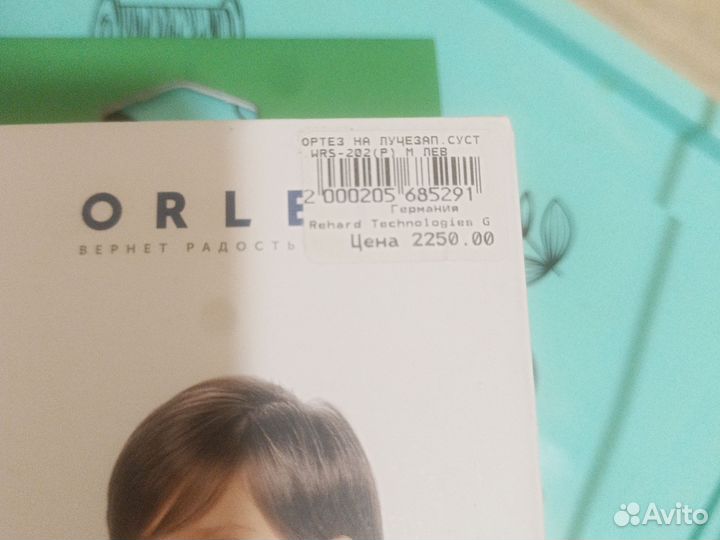 ОРТЕЗ НА ЛУЧЕЗАП.СУСТ
WRS-202(P) М ЛЕВ
2 000205 685291
Германия
Rehard Technologies G
Цена 2250.00
ORLE
ВЕРНЕТ РАДОСТЬ
Avito